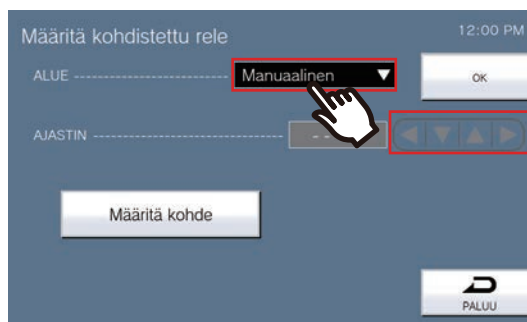 Määritä kohdistettu rele 12:00 PM
ALUE ------------------------ Manuaalinen ▼ OK
AJASTIN ----------------------------- - -
Määritä kohde
PALUU